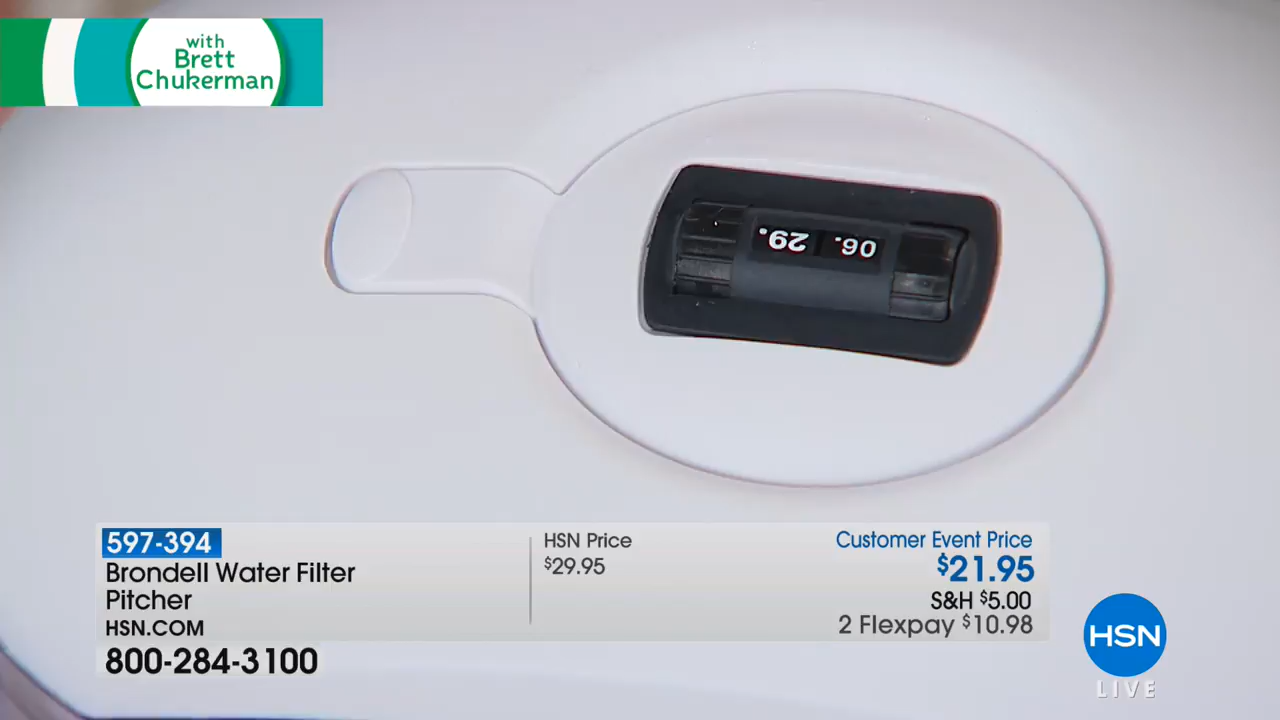 with
Brett
Chukerman
06. 29.
597-394
Brondell Water Filter
Pitcher
HSN.COM
800-284-3100
HSN Price
$29.95
Customer Event Price
$21.95
S&H $5.00
2 Flexpay $10.98
HSN
LIVE